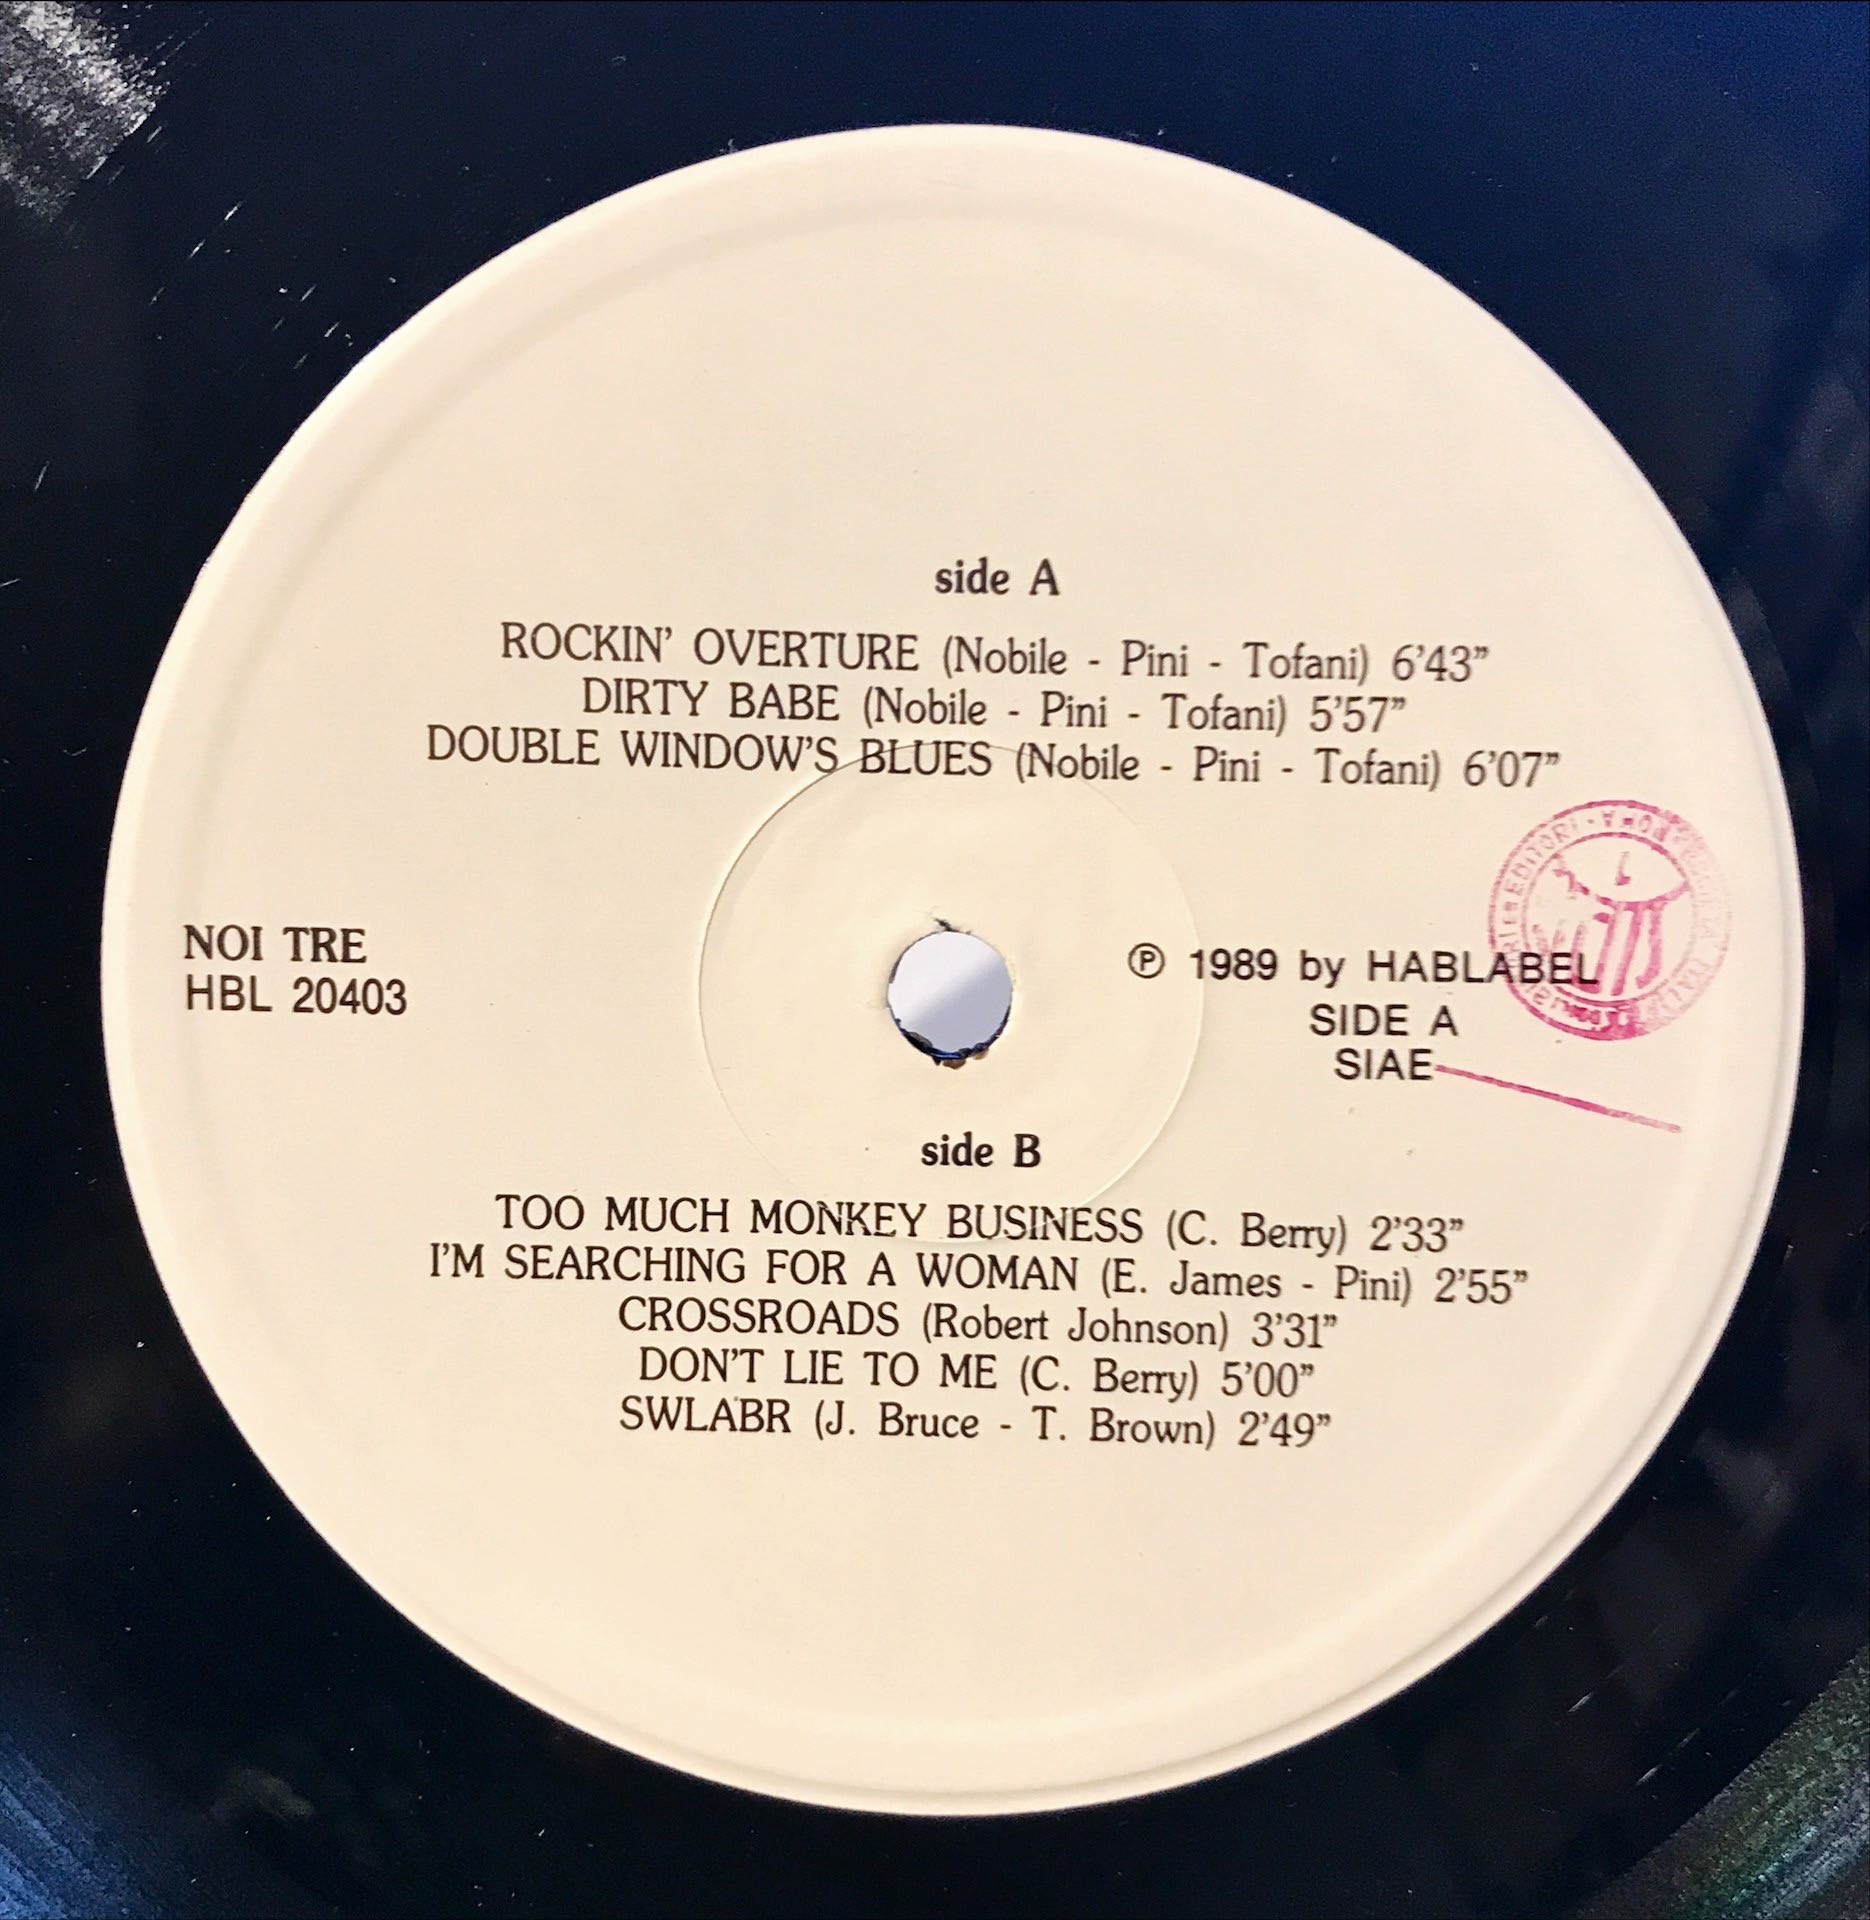 side A
ROCKIN' OVERTURE (Nobile - Pini - Tofani) 6'43”
DIRTY BABE (Nobile - Pini - Tofani) 5'57”
DOUBLE WINDOW'S BLUES (Nobile - Pini - Tofani) 6'07”
NOI TRE
HBL 20403
℗ 1989 by HABLABEL
SIDE A
SIAE
EDITORI · ROMA
side B
TOO MUCH MONKEY BUSINESS (C. Berry) 2'33”
I'M SEARCHING FOR A WOMAN (E. James - Pini) 2'55”
CROSSROADS (Robert Johnson) 3'31”
DON'T LIE TO ME (C. Berry) 5'00”
SWLABR (J. Bruce - T. Brown) 2'49”